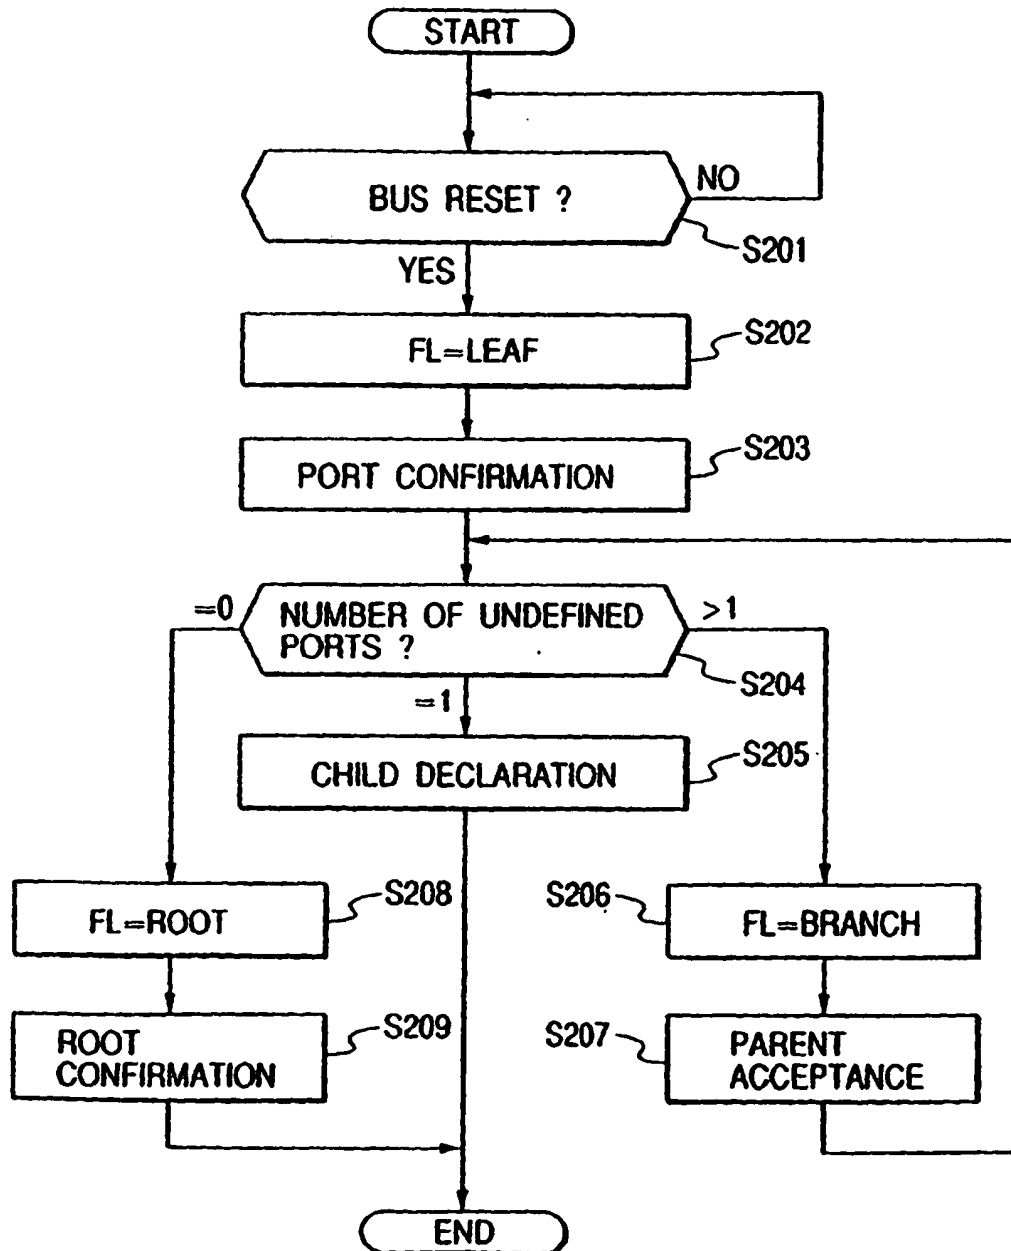 START
BUS RESET ?
NO
S201
YES
FL=LEAF
S202
PORT CONFIRMATION
S203
=0
NUMBER OF UNDEFINED
PORTS ?
>1
S204
=1
CHILD DECLARATION
S205
FL=ROOT
S208
S206
FL=BRANCH
ROOT
CONFIRMATION
S209
S207
PARENT
ACCEPTANCE
END